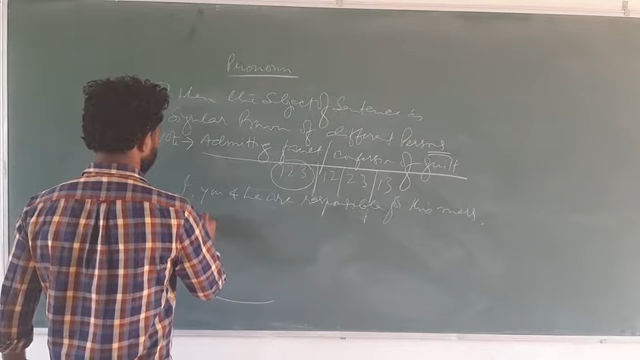 Pronoun
When the Subject of Sentence is
Singular Pronoun of different Persons
Note → Admitting fault / confession of guilt
123 / 12 / 23 / 13
I, you & he are responsible for this mess.